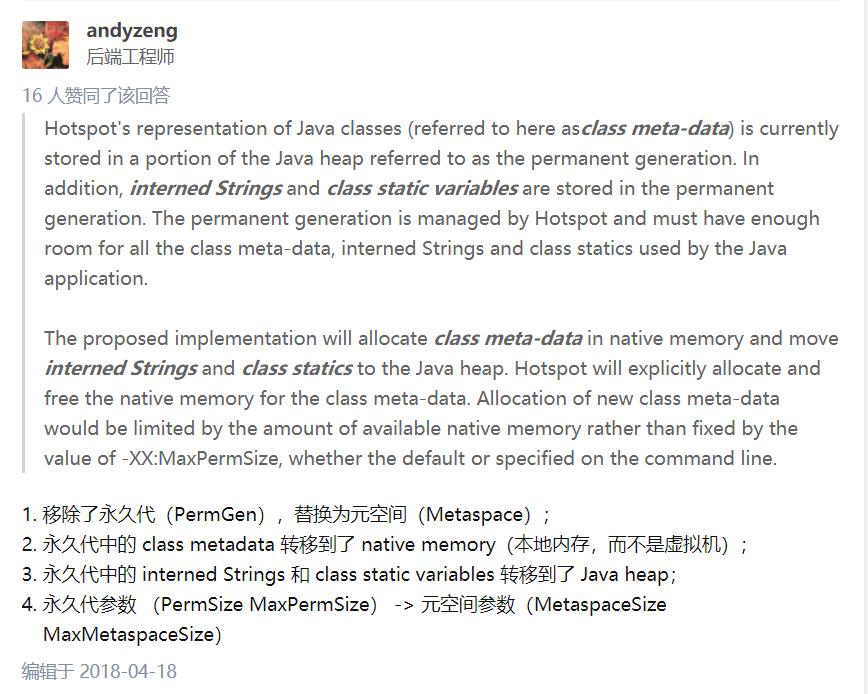 andyzeng
后端工程师
16 人赞同了该回答
Hotspot's representation of Java classes (referred to here asclass meta-data) is currently
stored in a portion of the Java heap referred to as the permanent generation. In
addition, interned Strings and class static variables are stored in the permanent
generation. The permanent generation is managed by Hotspot and must have enough
room for all the class meta-data, interned Strings and class statics used by the Java
application.
The proposed implementation will allocate class meta-data in native memory and move
interned Strings and class statics to the Java heap. Hotspot will explicitly allocate and
free the native memory for the class meta-data. Allocation of new class meta-data
would be limited by the amount of available native memory rather than fixed by the
value of -XX:MaxPermSize, whether the default or specified on the command line.
1. 移除了永久代（PermGen），替换为元空间（Metaspace）；
2. 永久代中的 class metadata 转移到了 native memory（本地内存，而不是虚拟机）；
3. 永久代中的 interned Strings 和 class static variables 转移到了 Java heap；
4. 永久代参数 （PermSize MaxPermSize） -> 元空间参数（MetaspaceSize
MaxMetaspaceSize）
编辑于 2018-04-18